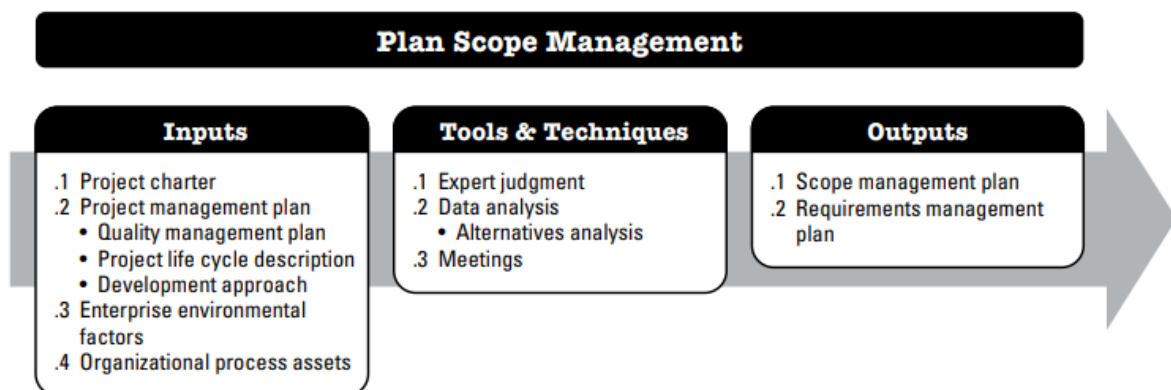 Plan Scope Management
Inputs
.1 Project charter
.2 Project management plan
• Quality management plan
• Project life cycle description
• Development approach
.3 Enterprise environmental
factors
.4 Organizational process assets
Tools & Techniques
.1 Expert judgment
.2 Data analysis
• Alternatives analysis
.3 Meetings
Outputs
.1 Scope management plan
.2 Requirements management
plan